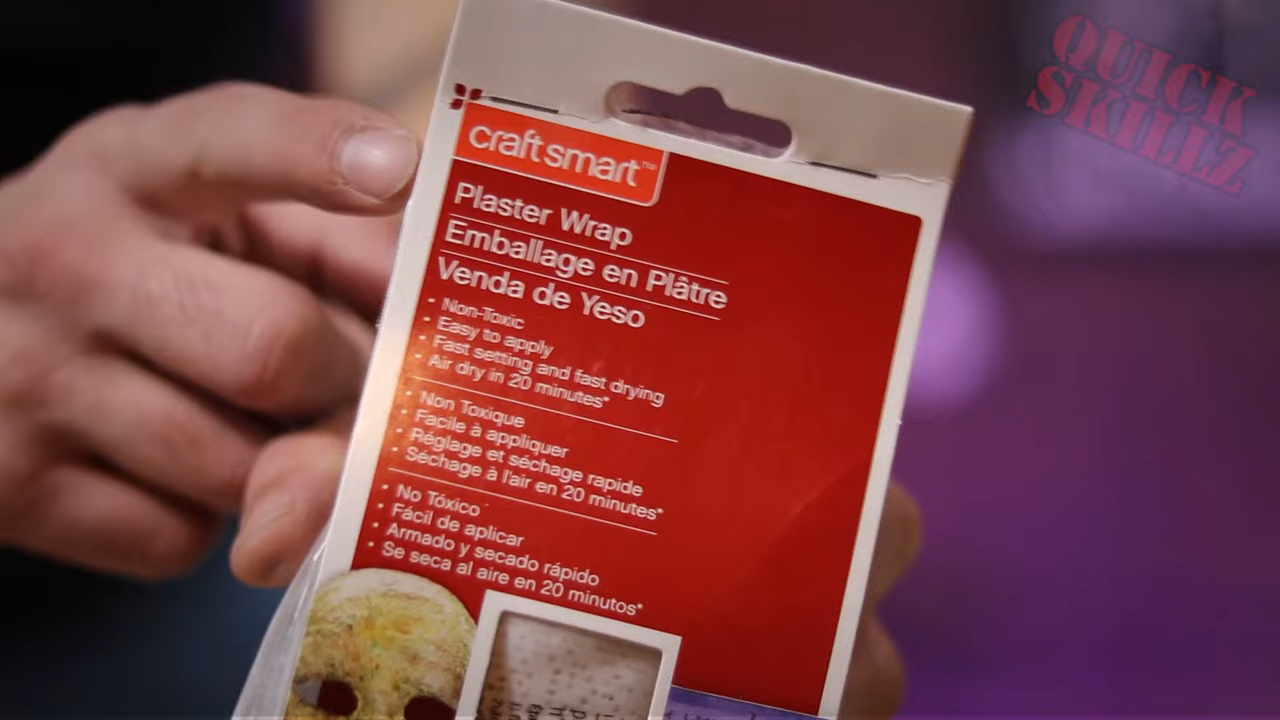 QUICK
SKILLZ
craft smart™
Plaster Wrap
Emballage en Plâtre
Venda de Yeso
• Non-Toxic
• Easy to apply
• Fast setting and fast drying
• Air dry in 20 minutes*
• Non Toxique
• Facile à appliquer
• Réglage et séchage rapide
• Séchage à l'air en 20 minutes*
• No Tóxico
• Fácil de aplicar
• Armado y secado rápido
• Se seca al aire en 20 minutos*